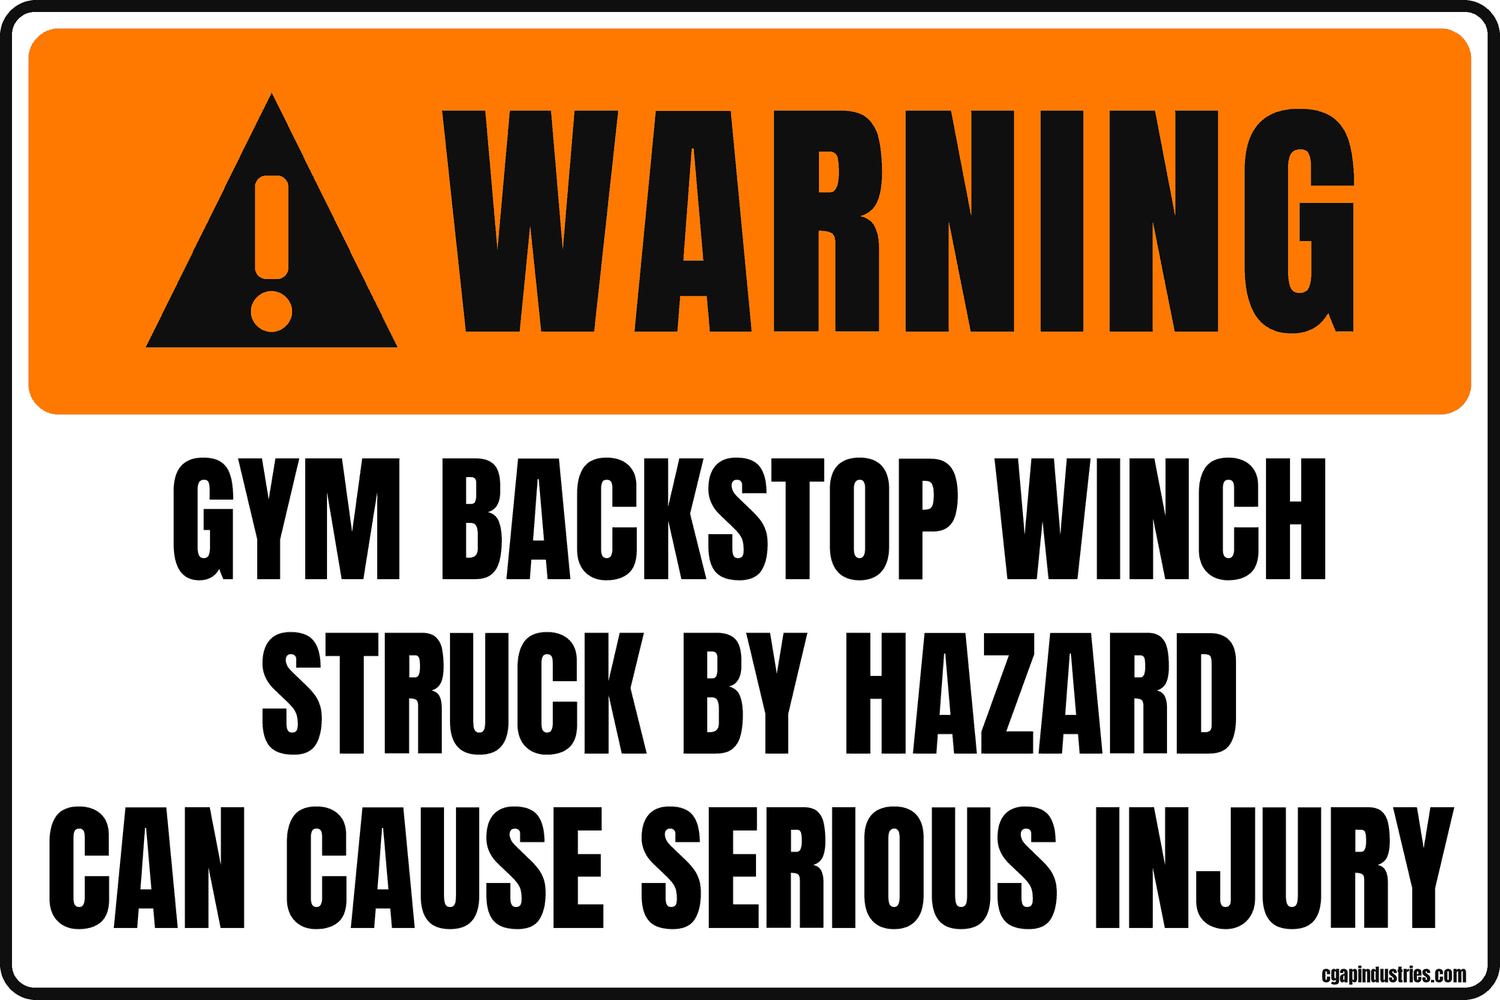 WARNING
GYM BACKSTOP WINCH
STRUCK BY HAZARD
CAN CAUSE SERIOUS INJURY
cgapindustries.com